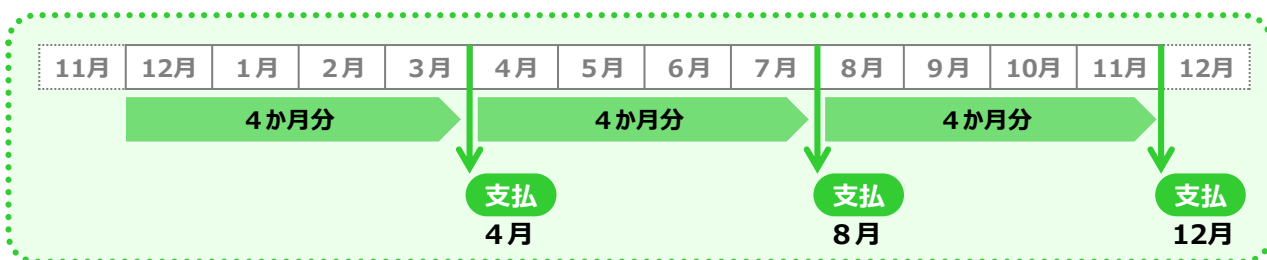 11月 12月 1月 2月 3月 4月 5月 6月 7月 8月 9月 10月 11月 12月
４か月分 ４か月分 ４か月分
支払 支払 支払
４月 ８月 12月